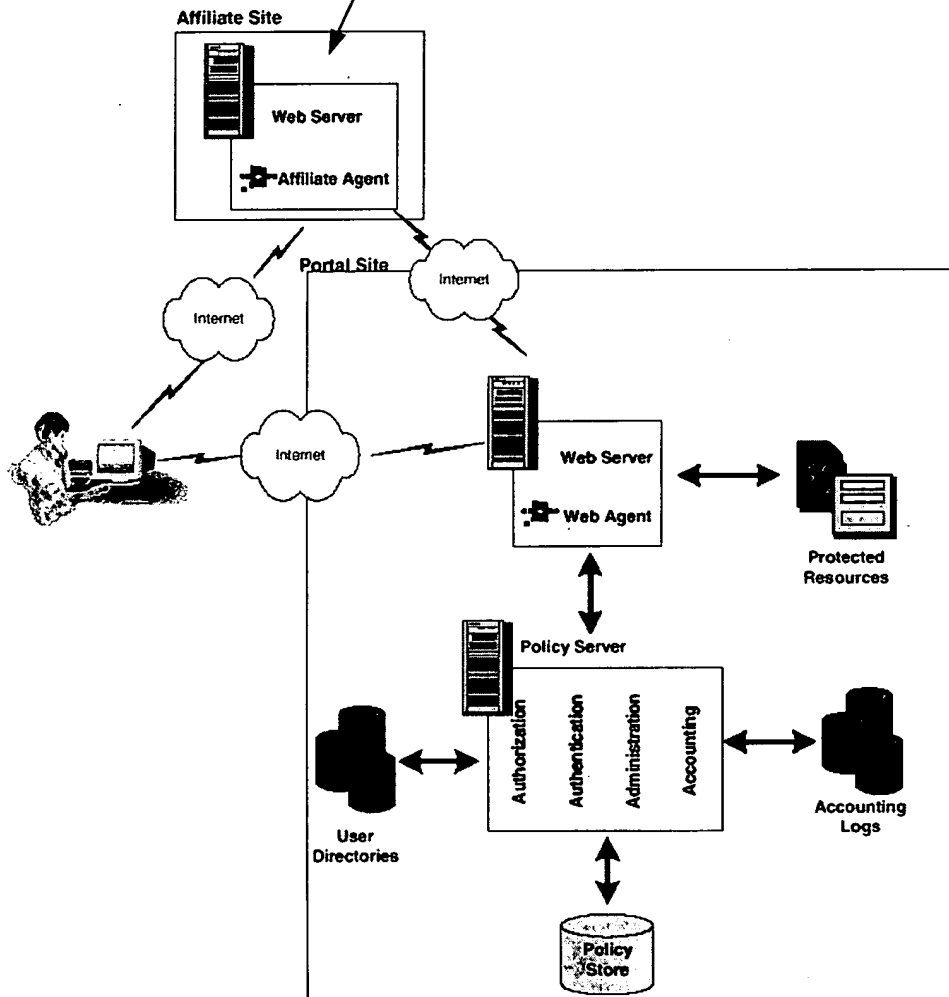 Affiliate Site
Web Server
Affiliate Agent
Portal Site
Internet
Internet
Internet
Web Server
Web Agent
Protected
Resources
Policy Server
Authorization
Authentication
Administration
Accounting
User
Directories
Accounting
Logs
Policy
Store